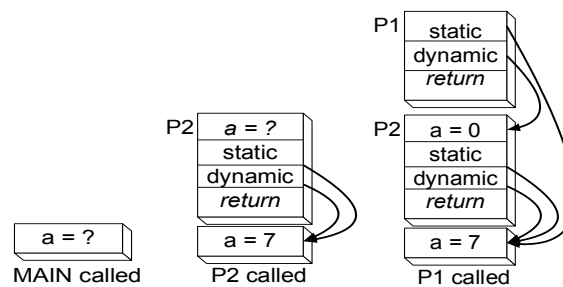 a = ?
MAIN called
P2
a = ?
static
dynamic
return
a = 7
P2 called
P1
static
dynamic
return
P2
a = 0
static
dynamic
return
a = 7
P1 called